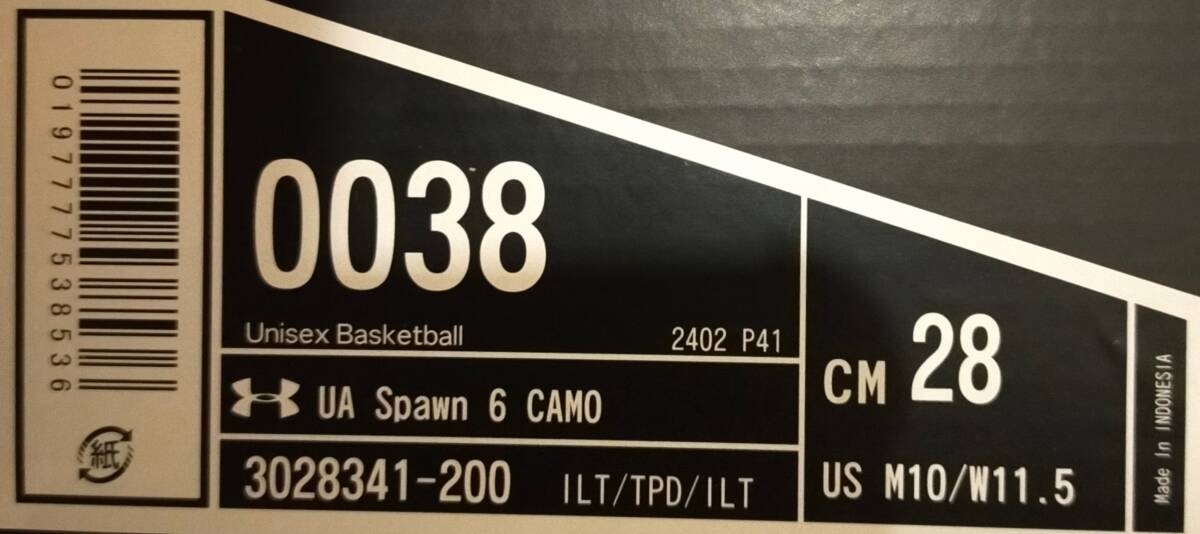 0197777538536
紙
0038
Unisex Basketball 2402 P41
UA Spawn 6 CAMO
3028341-200 ILT/TPD/ILT
CM 28
US M10/W11.5
Made In INDONESIA